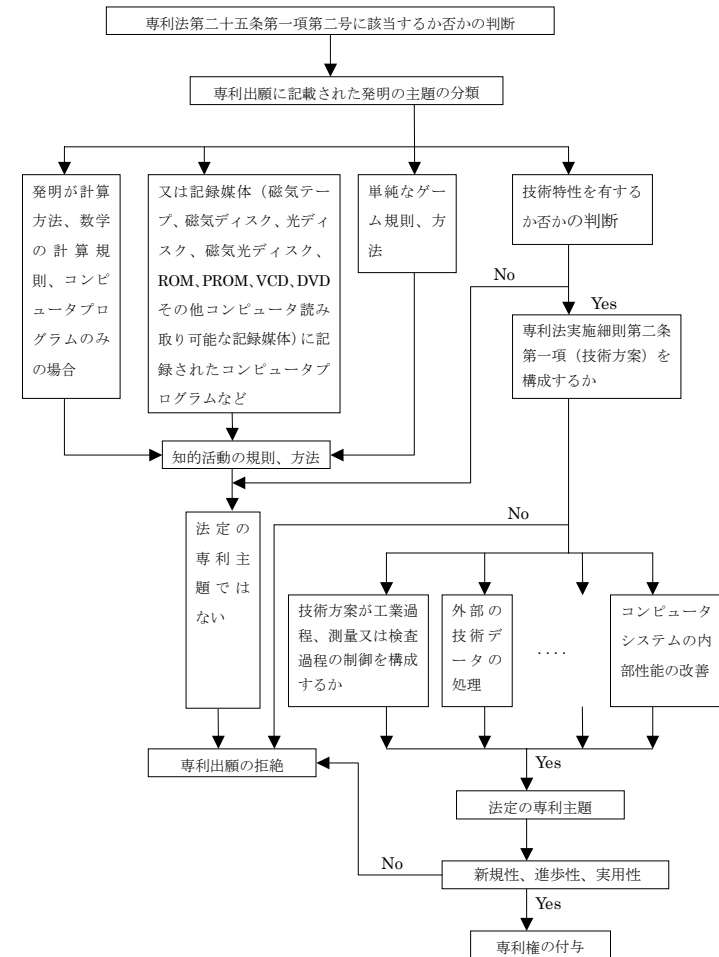 専利法第二十五条第一項第二号に該当するか否かの判断
専利出願に記載された発明の主題の分類
発明が計算
方法、数学
の計算規
則、コンピ
ュータプロ
グラムのみ
の場合
又は記録媒体（磁気テー
プ、磁気ディスク、光ディ
スク、磁気光ディスク、
ROM、PROM、VCD、DVD
その他コンピュータ読み
取り可能な記録媒体）に記
録されたコンピュータプ
ログラムなど
単純なゲー
ム規則、方
法
技術特性を有する
か否かの判断
No
Yes
専利法実施細則第二条
第一項（技術方案）を
構成するか
知的活動の規則、方法
No
法定の
専利主
題では
ない
技術方案が工業過
程、測量又は検査
過程の制御を構成
するか
外部の
技術デ
ータの
処理
....
コンピュータ
システムの内
部性能の改善
専利出願の拒絶
Yes
法定の専利主題
No
新規性、進歩性、実用性
Yes
専利権の付与